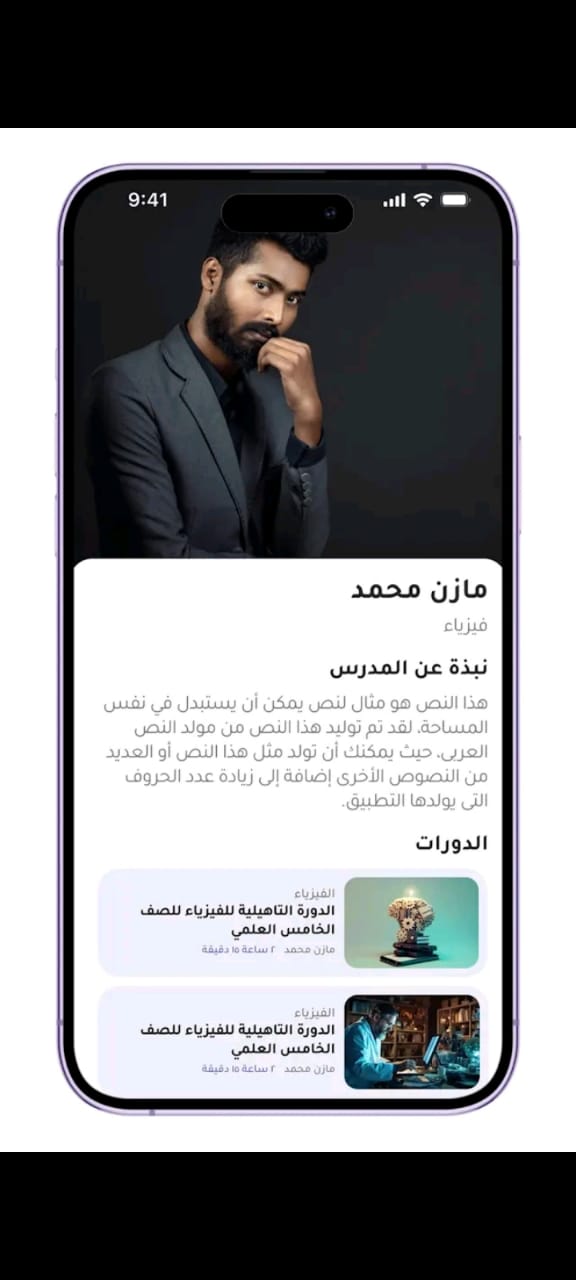 9:41
مازن محمد
فيزياء
نبذة عن المدرس
هذا النص هو مثال لنص يمكن أن يستبدل في نفس
المساحة، لقد تم توليد هذا النص من مولد النص
العربى، حيث يمكنك أن تولد مثل هذا النص أو العديد
من النصوص الأخرى إضافة إلى زيادة عدد الحروف
التى يولدها التطبيق.
الدورات
الفيزياء
الدورة التاهيلية للفيزياء للصف
الخامس العلمي
مازن محمد ٢ ساعة ١٥ دقيقة
الفيزياء
الدورة التاهيلية للفيزياء للصف
الخامس العلمي
مازن محمد ٢ ساعة ١٥ دقيقة